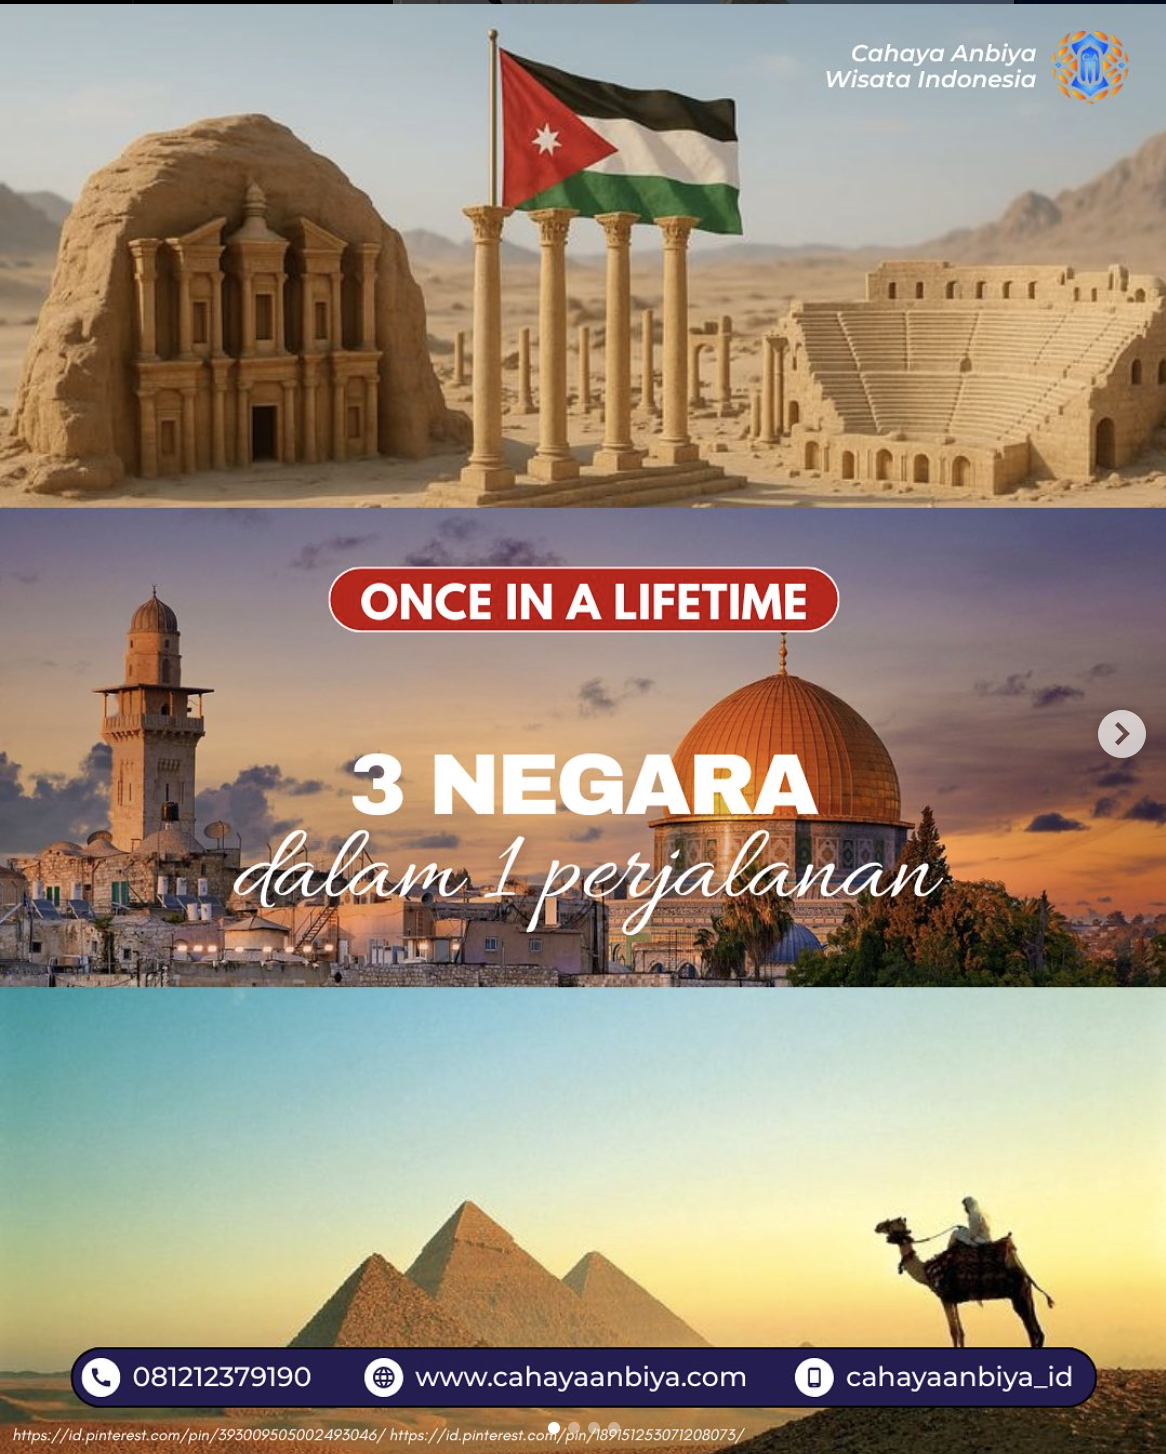 Cahaya Anbiya
Wisata Indonesia
ONCE IN A LIFETIME
3 NEGARA
dalam 1 perjalanan
081212379190
www.cahayaanbiya.com
cahayaanbiya_id
https://id.pinterest.com/pin/393009505002493046/ https://id.pinterest.com/pin/189151253071208073/